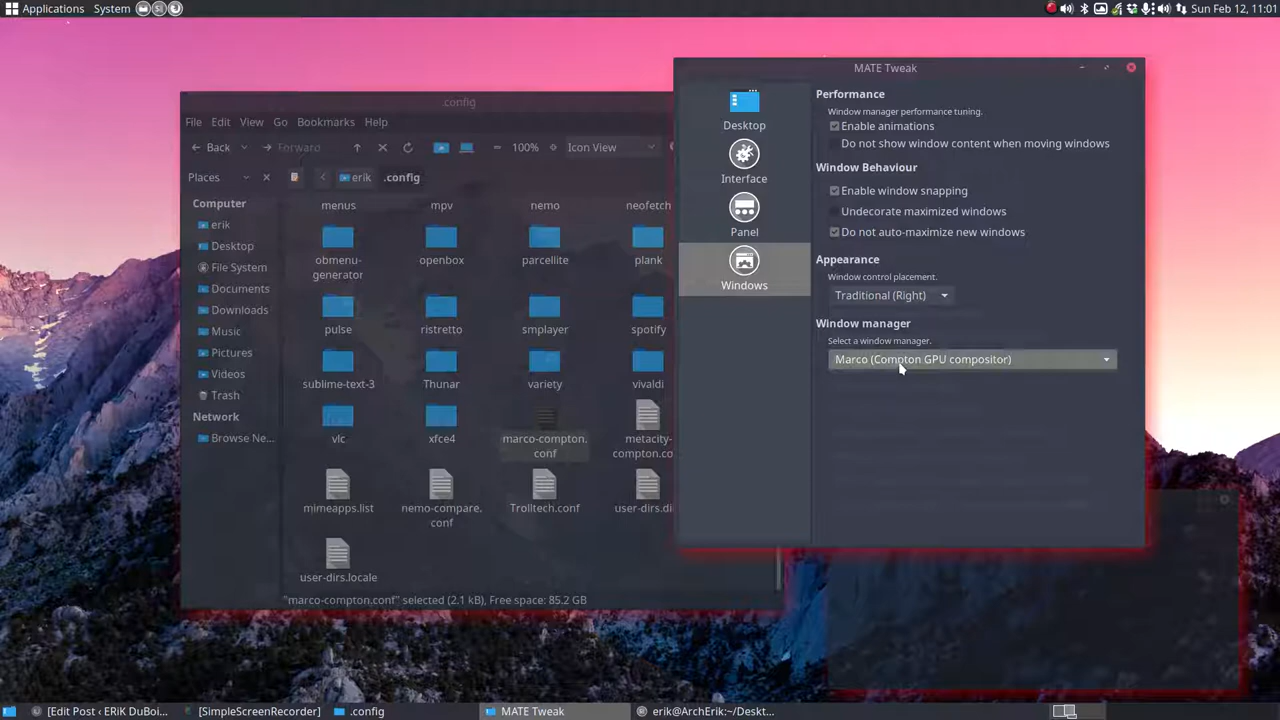 Applications System
Sun Feb 12, 11:01
.config
File Edit View Go Bookmarks Help
Back Forward 100% Icon View
Places erik .config
Computer
erik
Desktop
File System
Documents
Downloads
Music
Pictures
Videos
Trash
Network
Browse Ne...
menus mpv nemo neofetch
obmenu-
generator
openbox parcellite plank
pulse ristretto smplayer spotify
sublime-text-3 Thunar variety vivaldi
vlc xfce4 marco-compton.
conf
metacity-
compton.co
mimeapps.list nemo-compare.
conf
Trolltech.conf user-dirs.di
user-dirs.locale
"marco-compton.conf" selected (2.1 kB), Free space: 85.2 GB
MATE Tweak
Desktop
Interface
Panel
Windows
Performance
Window manager performance tuning.
Enable animations
Do not show window content when moving windows
Window Behaviour
Enable window snapping
Undecorate maximized windows
Do not auto-maximize new windows
Appearance
Window control placement.
Traditional (Right)
Window manager
Select a window manager.
Marco (Compton GPU compositor)
[Edit Post ‹ ERiK DuBoi... [SimpleScreenRecorder] .config MATE Tweak erik@ArchErik:~/Deskt...